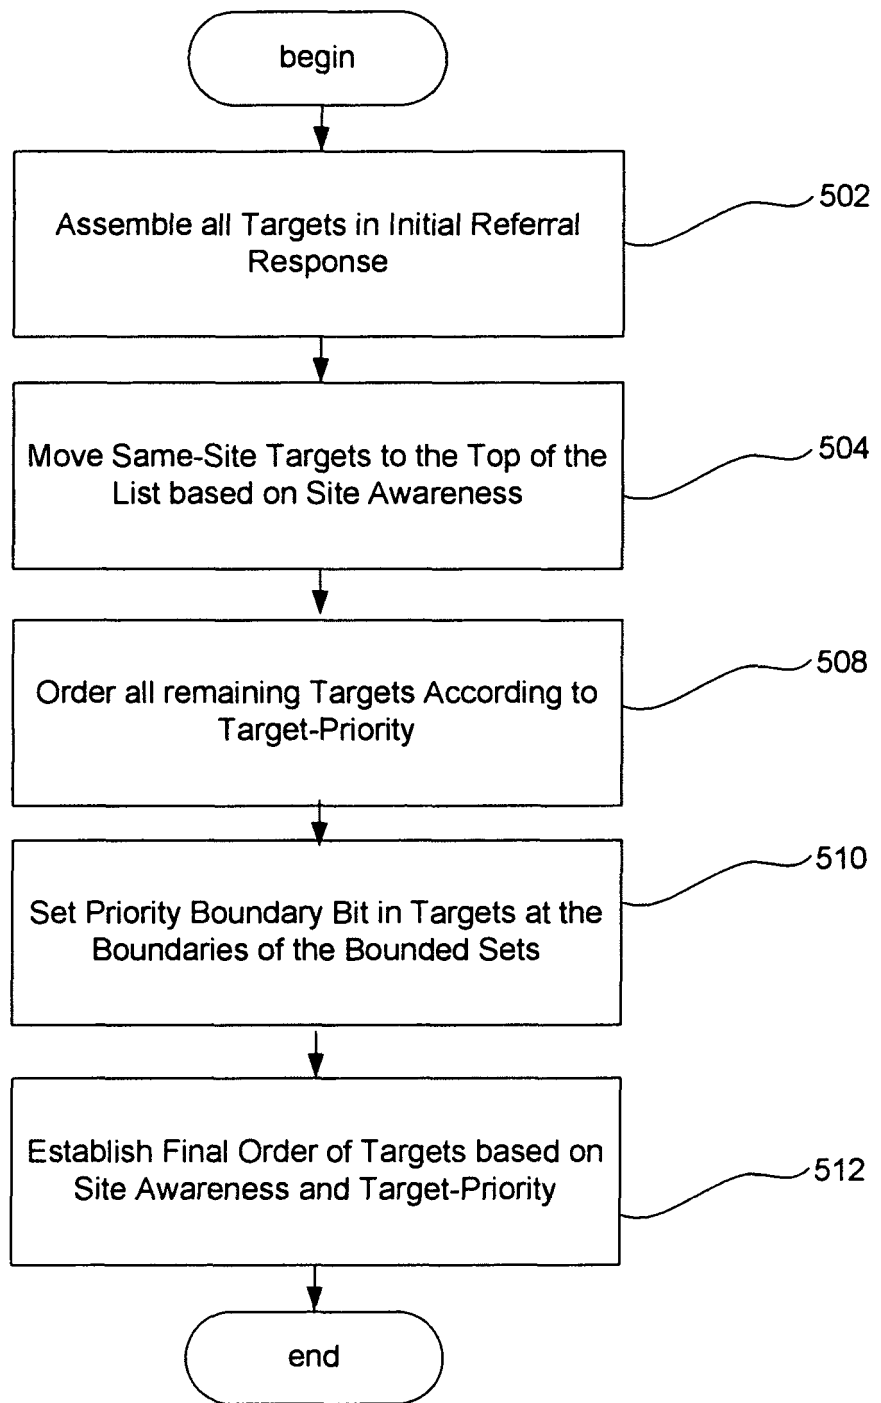 begin
Assemble all Targets in Initial Referral
Response
502
Move Same-Site Targets to the Top of the
List based on Site Awareness
504
Order all remaining Targets According to
Target-Priority
508
Set Priority Boundary Bit in Targets at the
Boundaries of the Bounded Sets
510
Establish Final Order of Targets based on
Site Awareness and Target-Priority
512
end